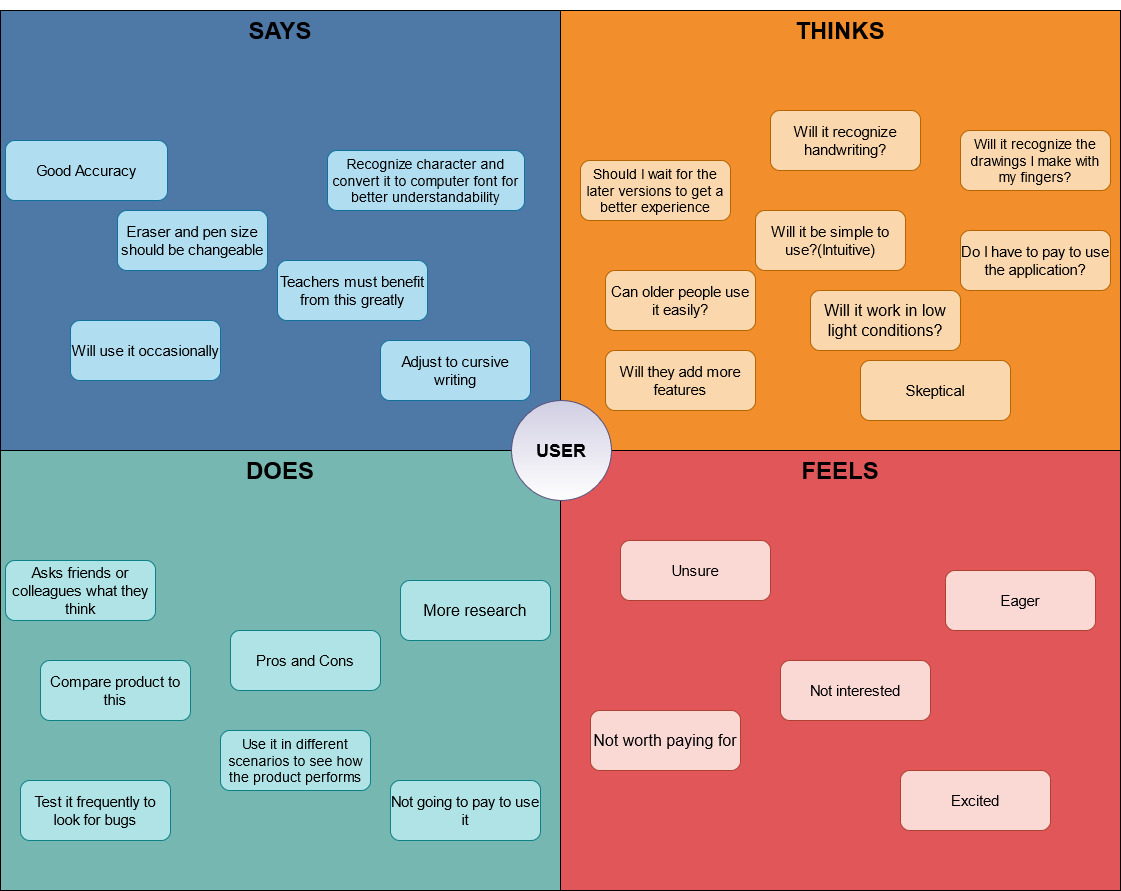 SAYS
Good Accuracy
Recognize character and
convert it to computer font for
better understandability
Eraser and pen size
should be changeable
Teachers must benefit
from this greatly
Will use it occasionally
Adjust to cursive
writing
THINKS
Will it recognize
handwriting?
Will it recognize the
drawings I make with
my fingers?
Should I wait for the
later versions to get a
better experience
Will it be simple to
use?(Intuitive)
Do I have to pay to use
the application?
Can older people use
it easily?
Will it work in low
light conditions?
Will they add more
features
Skeptical
USER
DOES
Asks friends or
colleagues what they
think
More research
Pros and Cons
Compare product to
this
Use it in different
scenarios to see how
the product performs
Test it frequently to
look for bugs
Not going to pay to use
it
FEELS
Unsure
Eager
Not interested
Not worth paying for
Excited